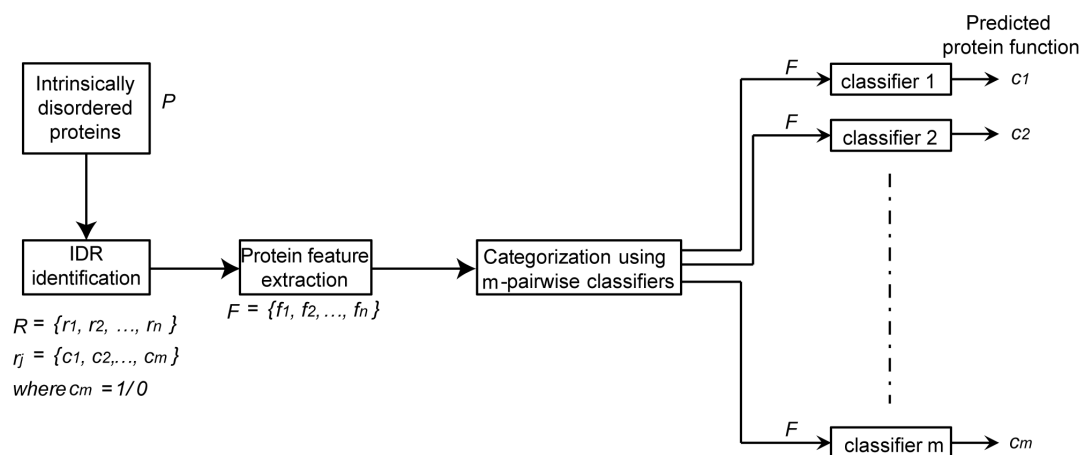 Predicted
protein function
Intrinsically
disordered
proteins
P
F
classifier 1
c1
F
classifier 2
c2
IDR
identification
Protein feature
extraction
Categorization using
m-pairwise classifiers
R = {r1, r2, ..., rn }
rj = {c1, c2,..., cm }
where cm = 1/0
F = {f1, f2,..., fn}
F
classifier m
cm